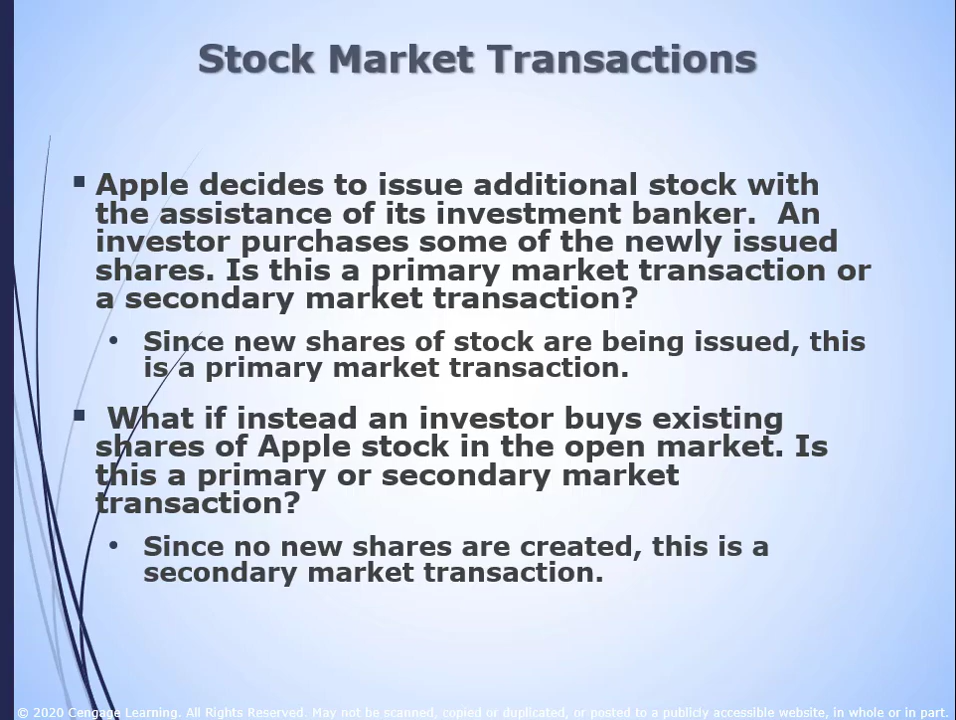 Stock Market Transactions
▪ Apple decides to issue additional stock with
the assistance of its investment banker.  An
investor purchases some of the newly issued
shares. Is this a primary market transaction or
a secondary market transaction?
• Since new shares of stock are being issued, this
is a primary market transaction.
▪ What if instead an investor buys existing
shares of Apple stock in the open market. Is
this a primary or secondary market
transaction?
• Since no new shares are created, this is a
secondary market transaction.
© 2020 Cengage Learning. All Rights Reserved. May not be scanned, copied or duplicated, or posted to a publicly accessible website, in whole or in part.